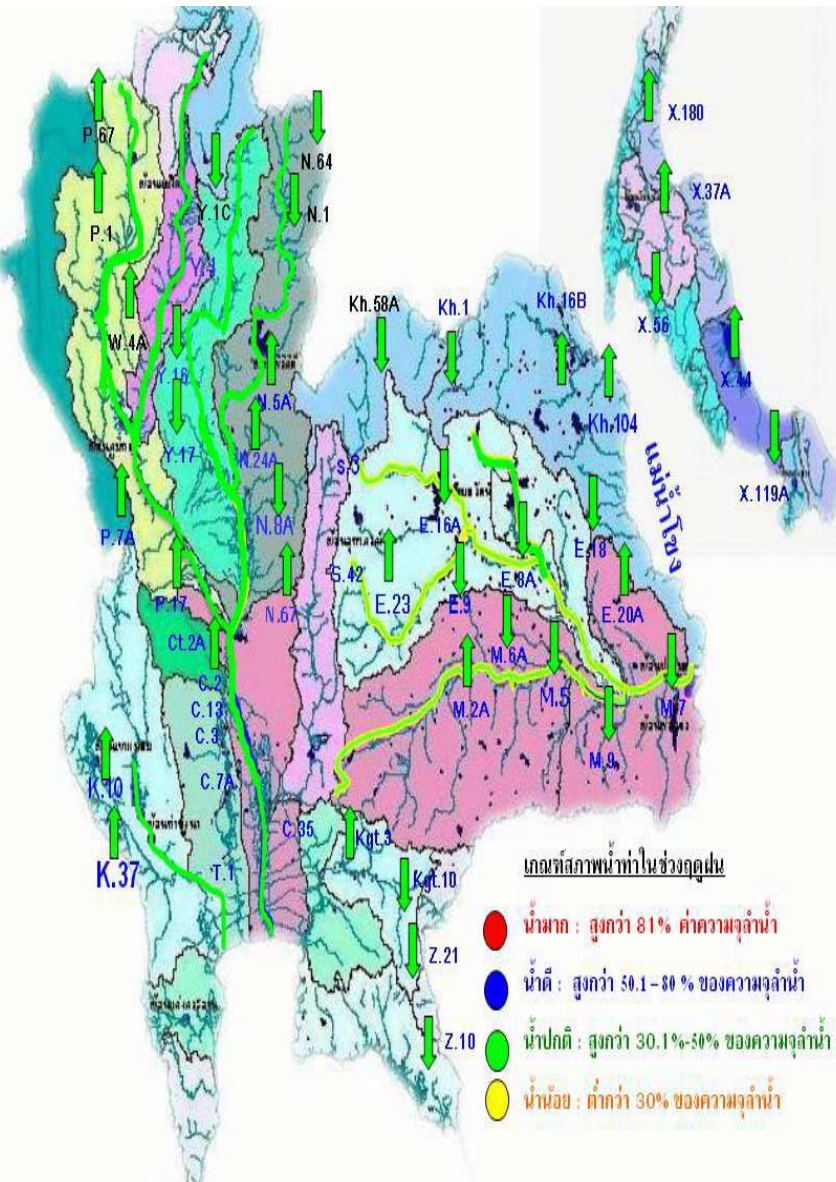 P.67
N.64
X.180
Y.1C
N.1
X.37A
P.1
Y.4
Kh.58A
Kh.1
Kh.16B
W.4A
X.56
Y.16
X.44
N.5A
Kh.104
Y.17
N.24A
s.3
แม่น้ำโขง
X.119A
P.7A
N.8A
E.16A
E.18
S.42
E.8A
P.17
N.67
E.23
E.9
E.20A
Ct.2A
M.6A
C.2
M.2A
M.5
M.7
C.13
C.3
M.9
K.10
C.7A
C.35
Kgt.3
K.37
T.1
Kgt.10
Z.21
Z.10
เกณฑ์สภาพน้ำท่าในช่วงฤดูฝน
น้ำมาก : สูงกว่า 81% ค่าความจุลำน้ำ
น้ำดี : สูงกว่า 50.1 – 80 % ของความจุลำน้ำ
น้ำปกติ : สูงกว่า 30.1%-50% ของความจุลำน้ำ
น้ำน้อย : ต่ำกว่า 30% ของความจุลำน้ำ